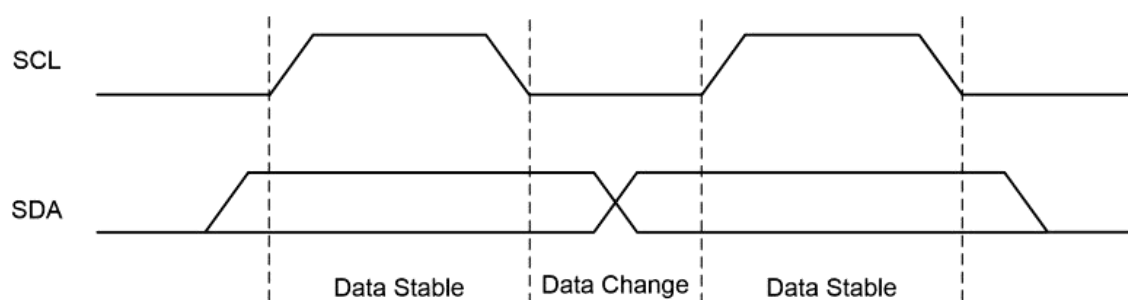 SCL
SDA
Data Stable
Data Change
Data Stable